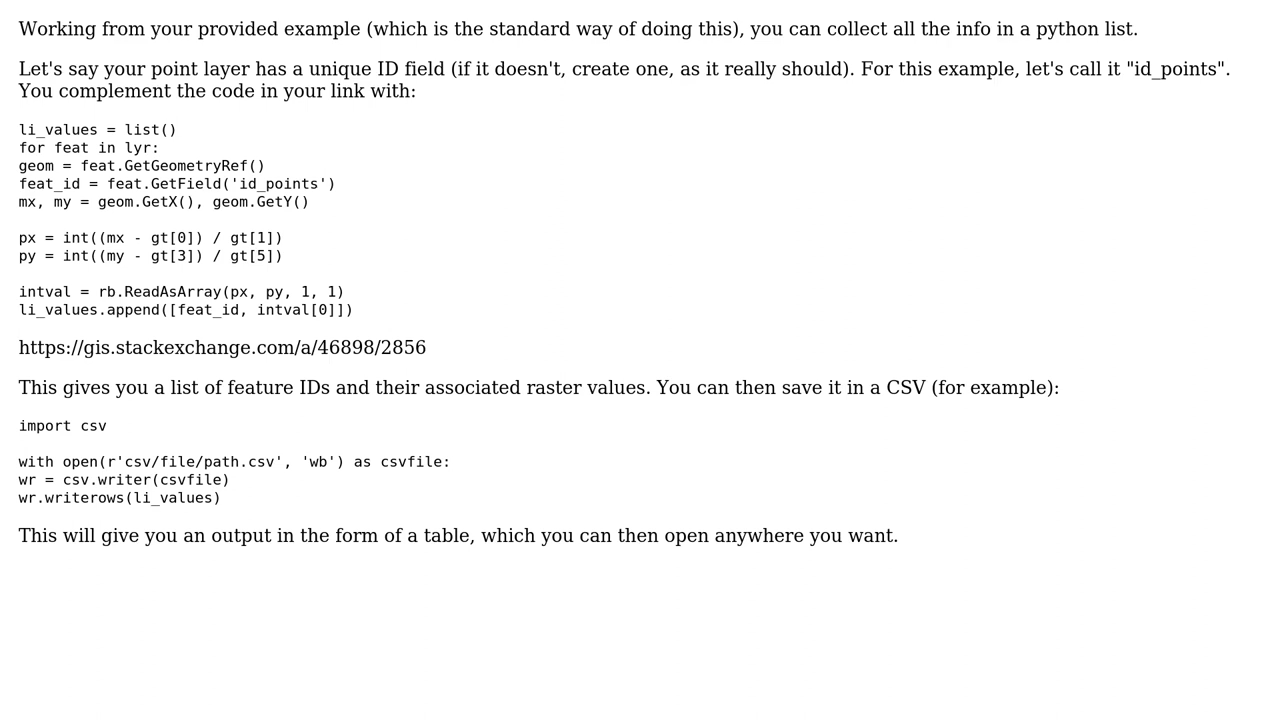 Working from your provided example (which is the standard way of doing this), you can collect all the info in a python list.
Let's say your point layer has a unique ID field (if it doesn't, create one, as it really should). For this example, let's call it "id_points".
You complement the code in your link with:
li_values = list()
for feat in lyr:
geom = feat.GetGeometryRef()
feat_id = feat.GetField('id_points')
mx, my = geom.GetX(), geom.GetY()
px = int((mx - gt[0]) / gt[1])
py = int((my - gt[3]) / gt[5])
intval = rb.ReadAsArray(px, py, 1, 1)
li_values.append([feat_id, intval[0]])
https://gis.stackexchange.com/a/46898/2856
This gives you a list of feature IDs and their associated raster values. You can then save it in a CSV (for example):
import csv
with open(r'csv/file/path.csv', 'wb') as csvfile:
wr = csv.writer(csvfile)
wr.writerows(li_values)
This will give you an output in the form of a table, which you can then open anywhere you want.